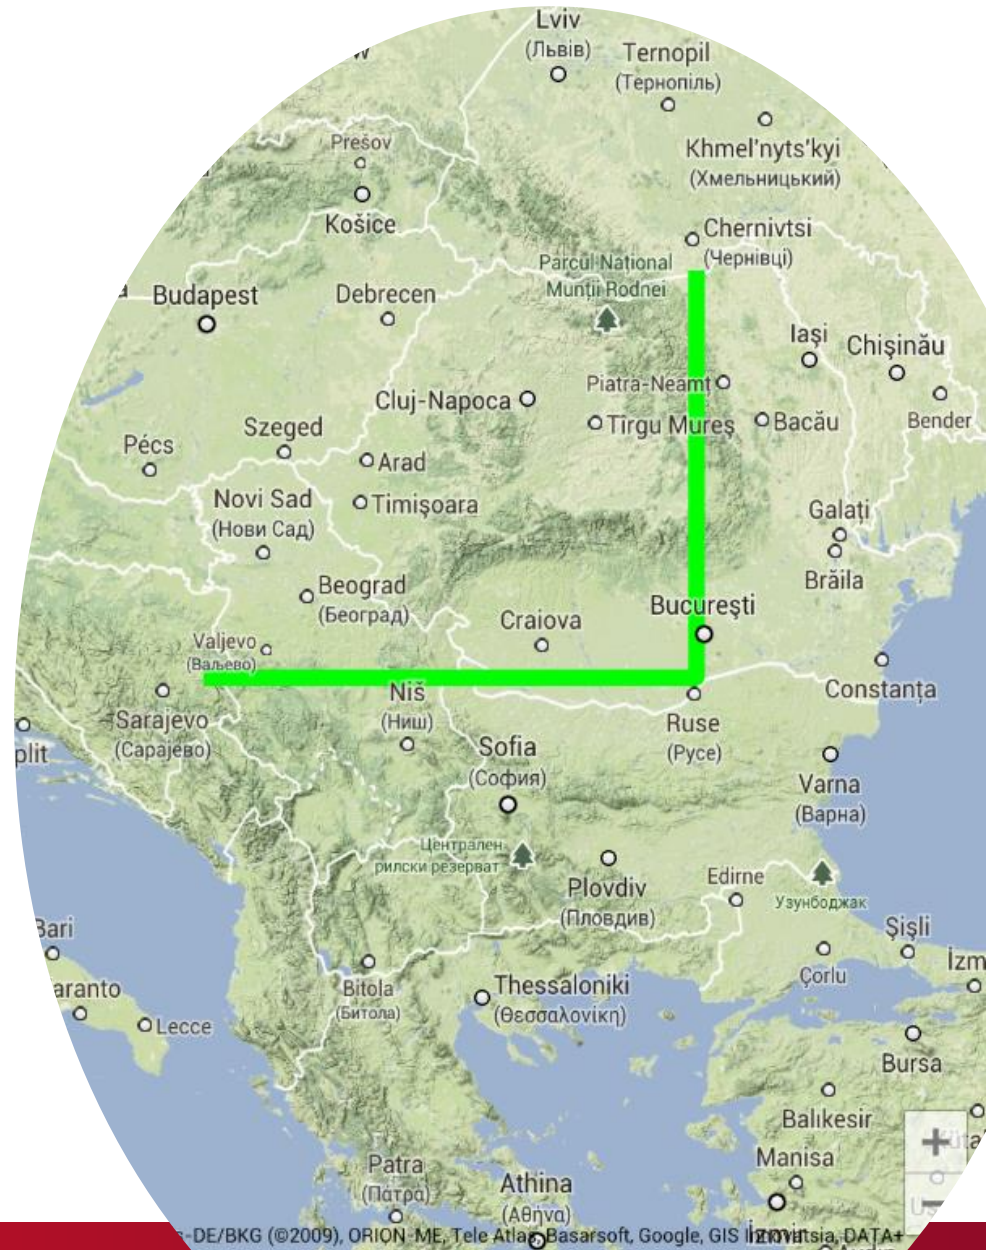 Lviv
(Львів)
Ternopil
(Тернопіль)
Khmel'nyts'kyi
(Хмельницький)
Prešov
Košice
Chernivtsi
(Чернівці)
Parcul Național
Munții Rodnei
Budapest
Debrecen
Iași
Chișinău
Piatra-Neamț
Cluj-Napoca
Tîrgu Mureș
Bacău
Bender
Szeged
Pécs
Arad
Novi Sad
(Нови Сад)
Timișoara
Galați
Brăila
Beograd
(Београд)
București
Craiova
Valjevo
(Ваљево)
Constanța
Niš
(Ниш)
Sarajevo
(Сарајево)
Ruse
(Русе)
plit
Sofia
(София)
Varna
(Варна)
Централен
рилски резерват
Plovdiv
(Пловдив)
Edirne
Узунбоджак
Bari
Şişli
Çorlu
İzm
aranto
Bitola
(Битола)
Thessaloniki
(Θεσσαλονίκη)
Lecce
Bursa
Balıkesir
Manisa
Patra
(Πάτρα)
Athina
(Αθήνα)
İzmir
-DE/BKG (©2009), ORION-ME, Tele Atlas, Basarsoft, Google, GIS Innovatsia, DATA+